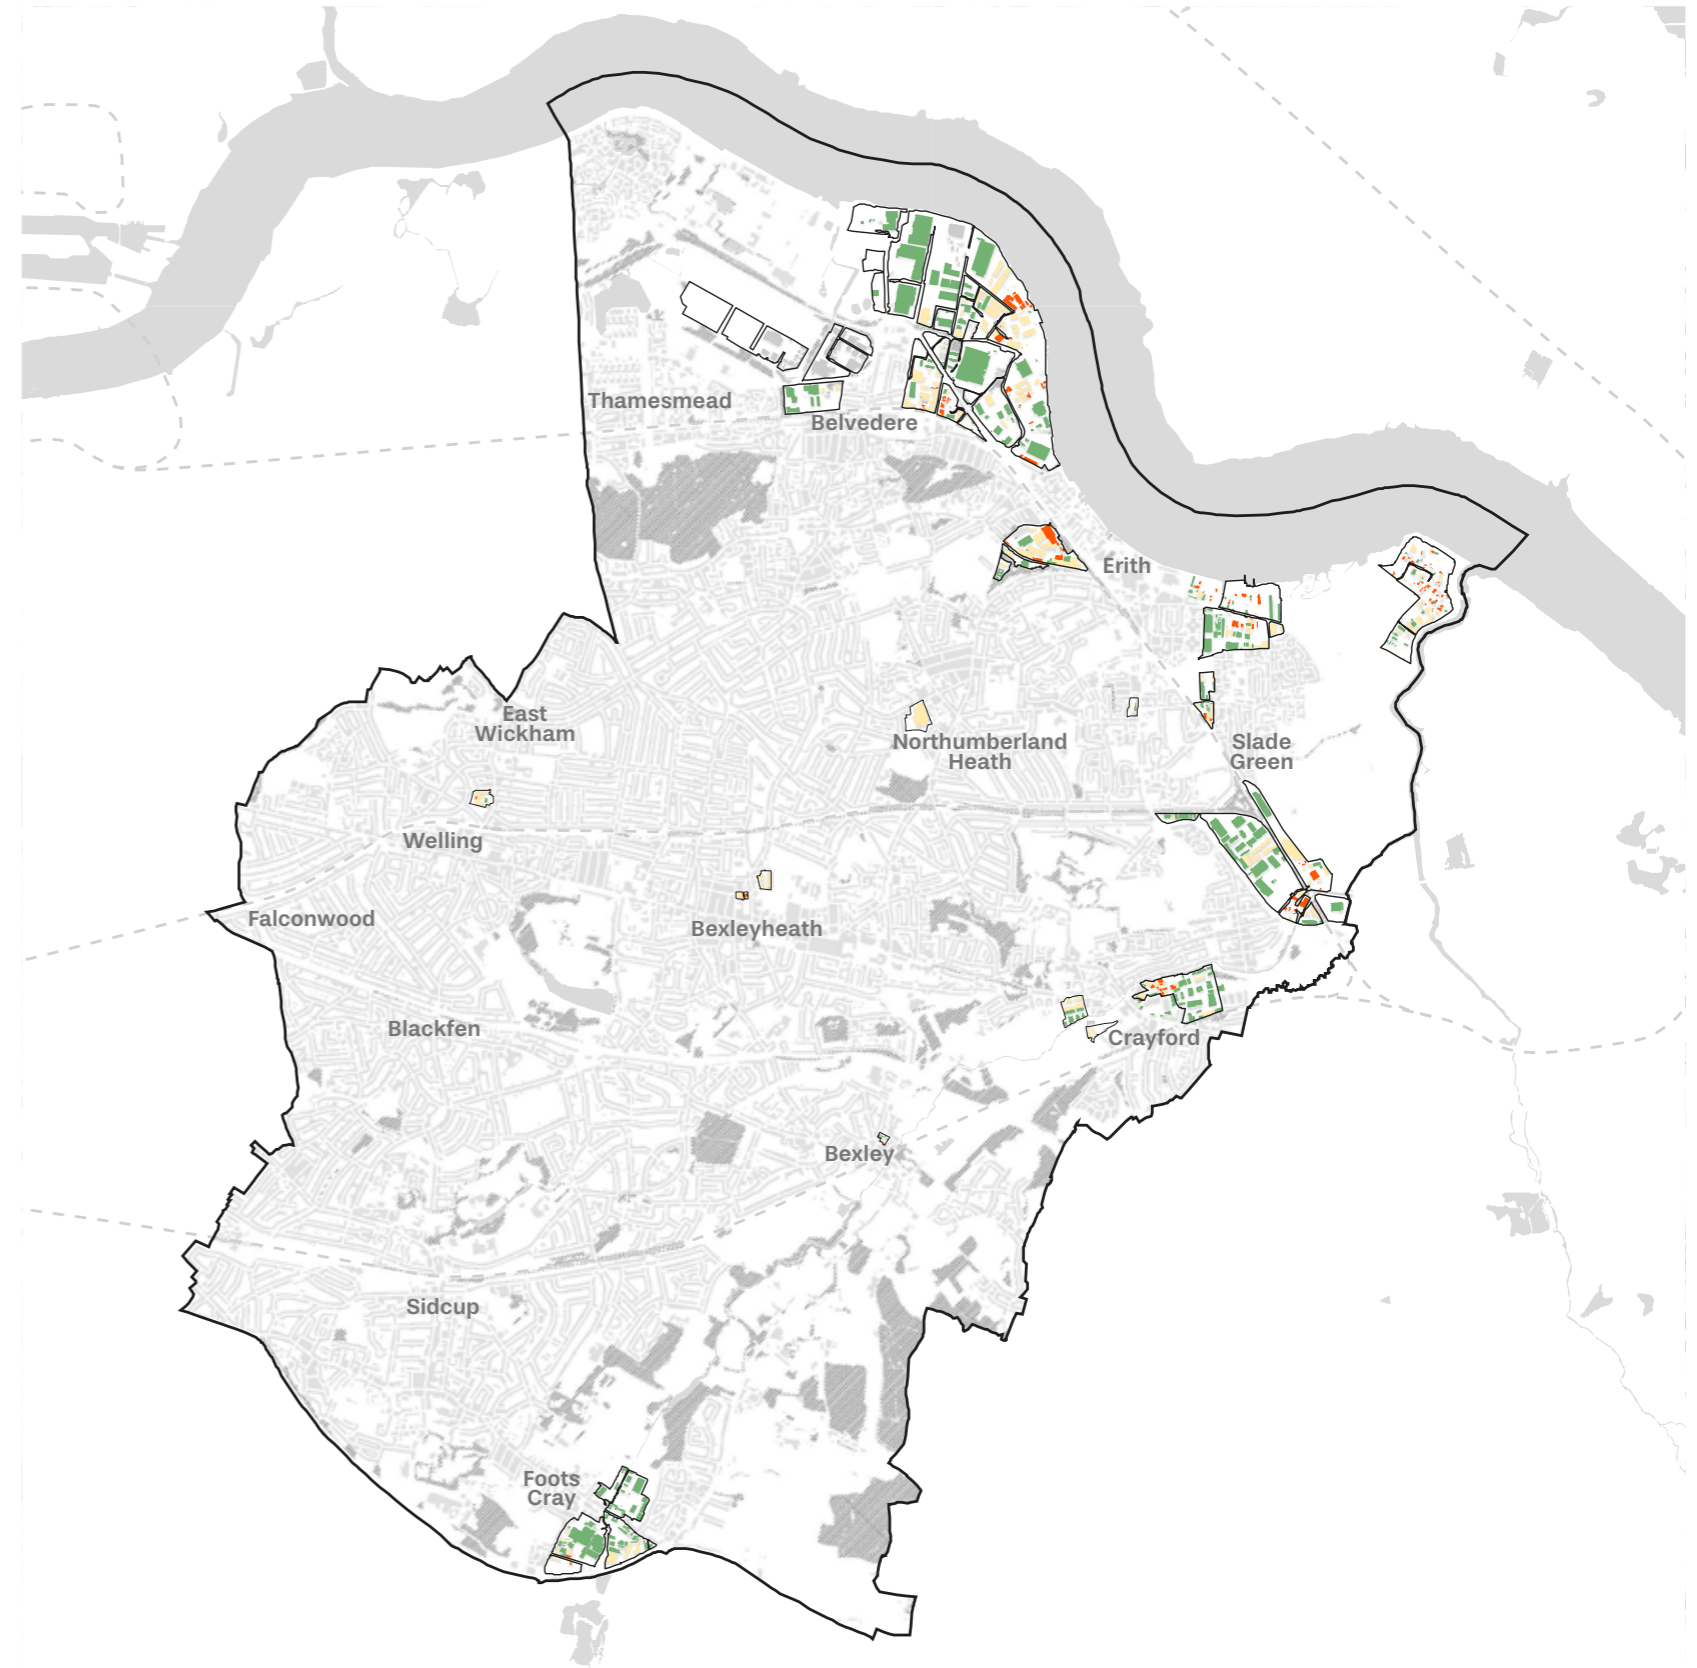 Thamesmead
Belvedere
Erith
East
Wickham
Northumberland
Heath
Slade
Green
Welling
Falconwood
Bexleyheath
Blackfen
Crayford
Bexley
Sidcup
Foots
Cray